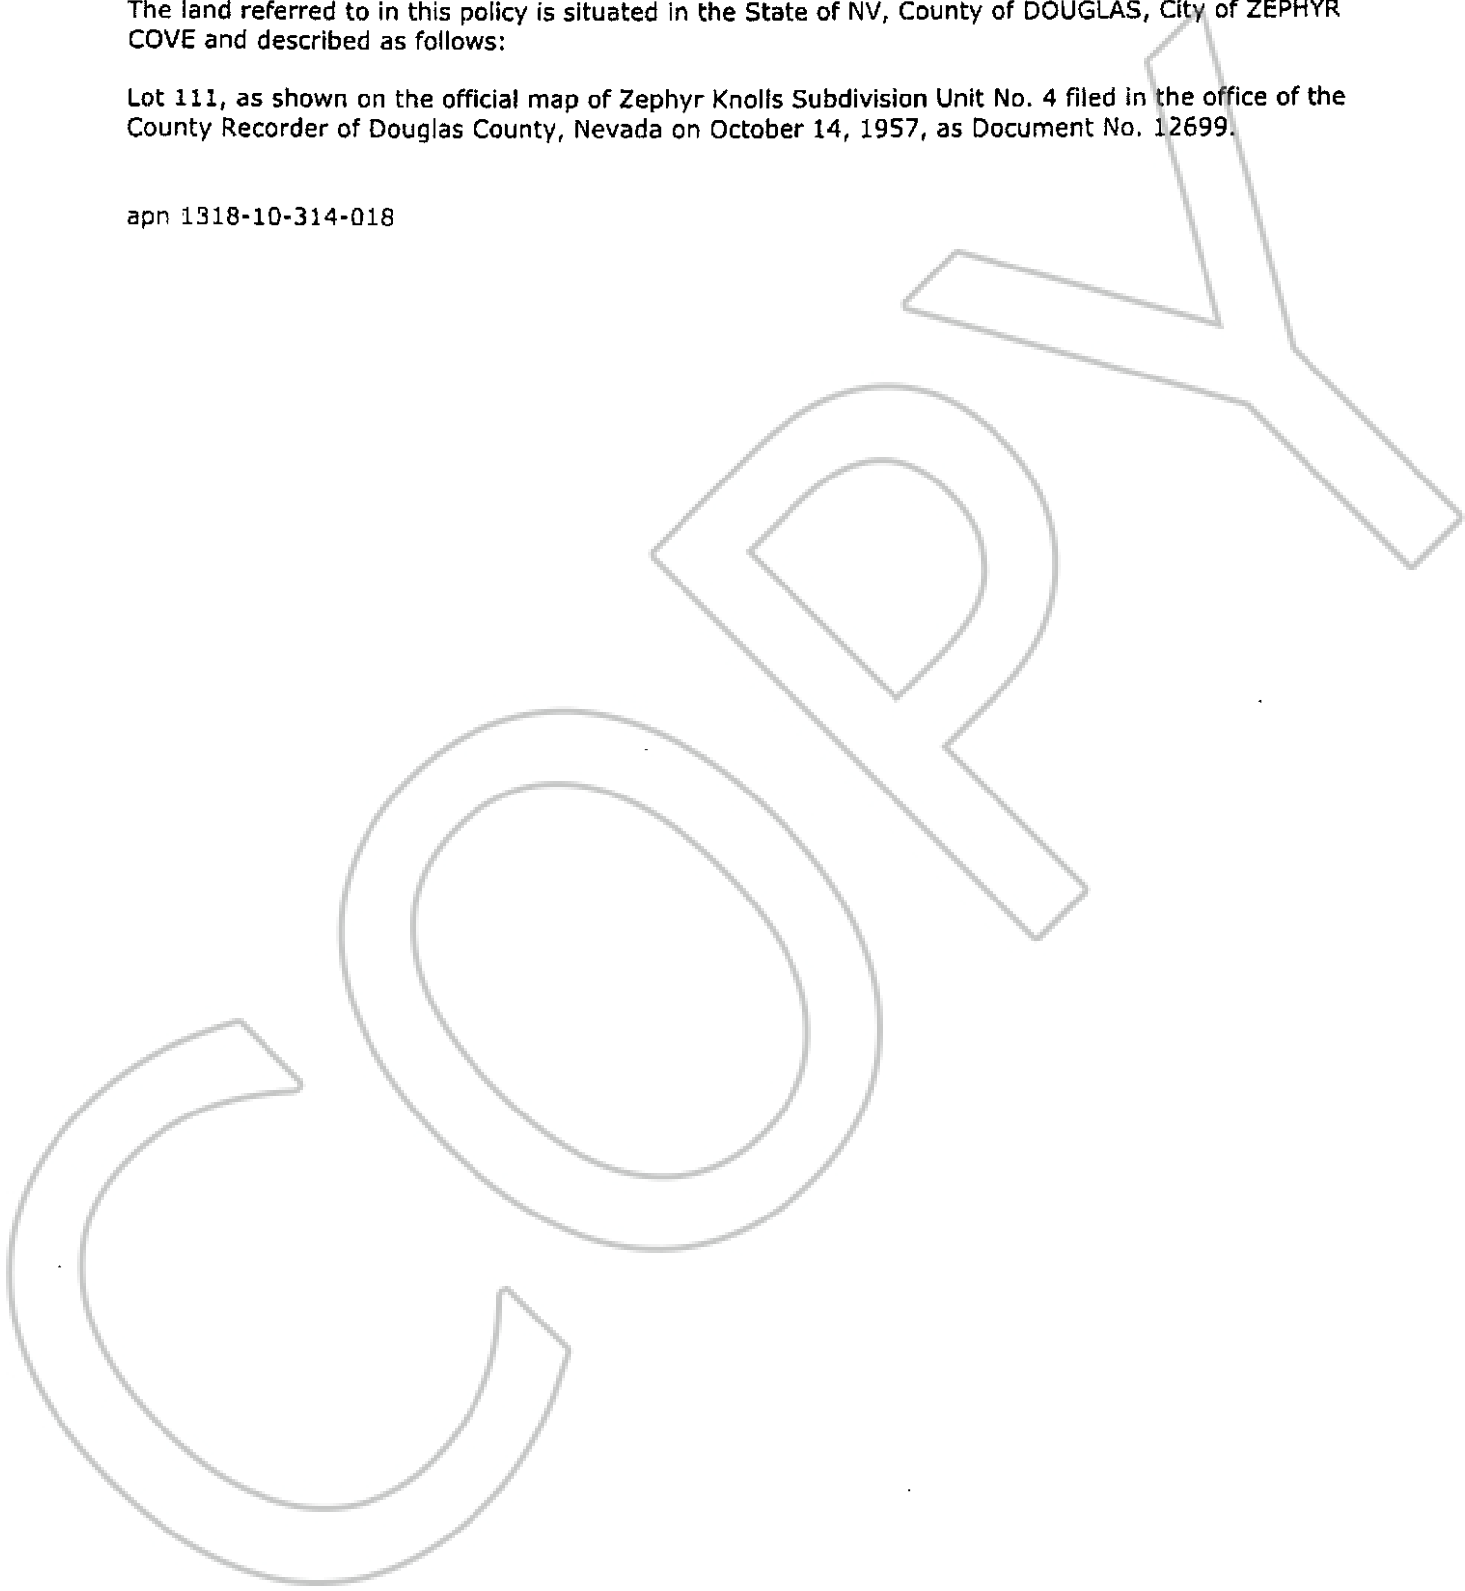 The land referred to in this policy is situated in the State of NV, County of DOUGLAS, City of ZEPHYR
COVE and described as follows:
Lot 111, as shown on the official map of Zephyr Knolls Subdivision Unit No. 4 filed in the office of the
County Recorder of Douglas County, Nevada on October 14, 1957, as Document No. 12699.
apn 1318-10-314-018
COPY